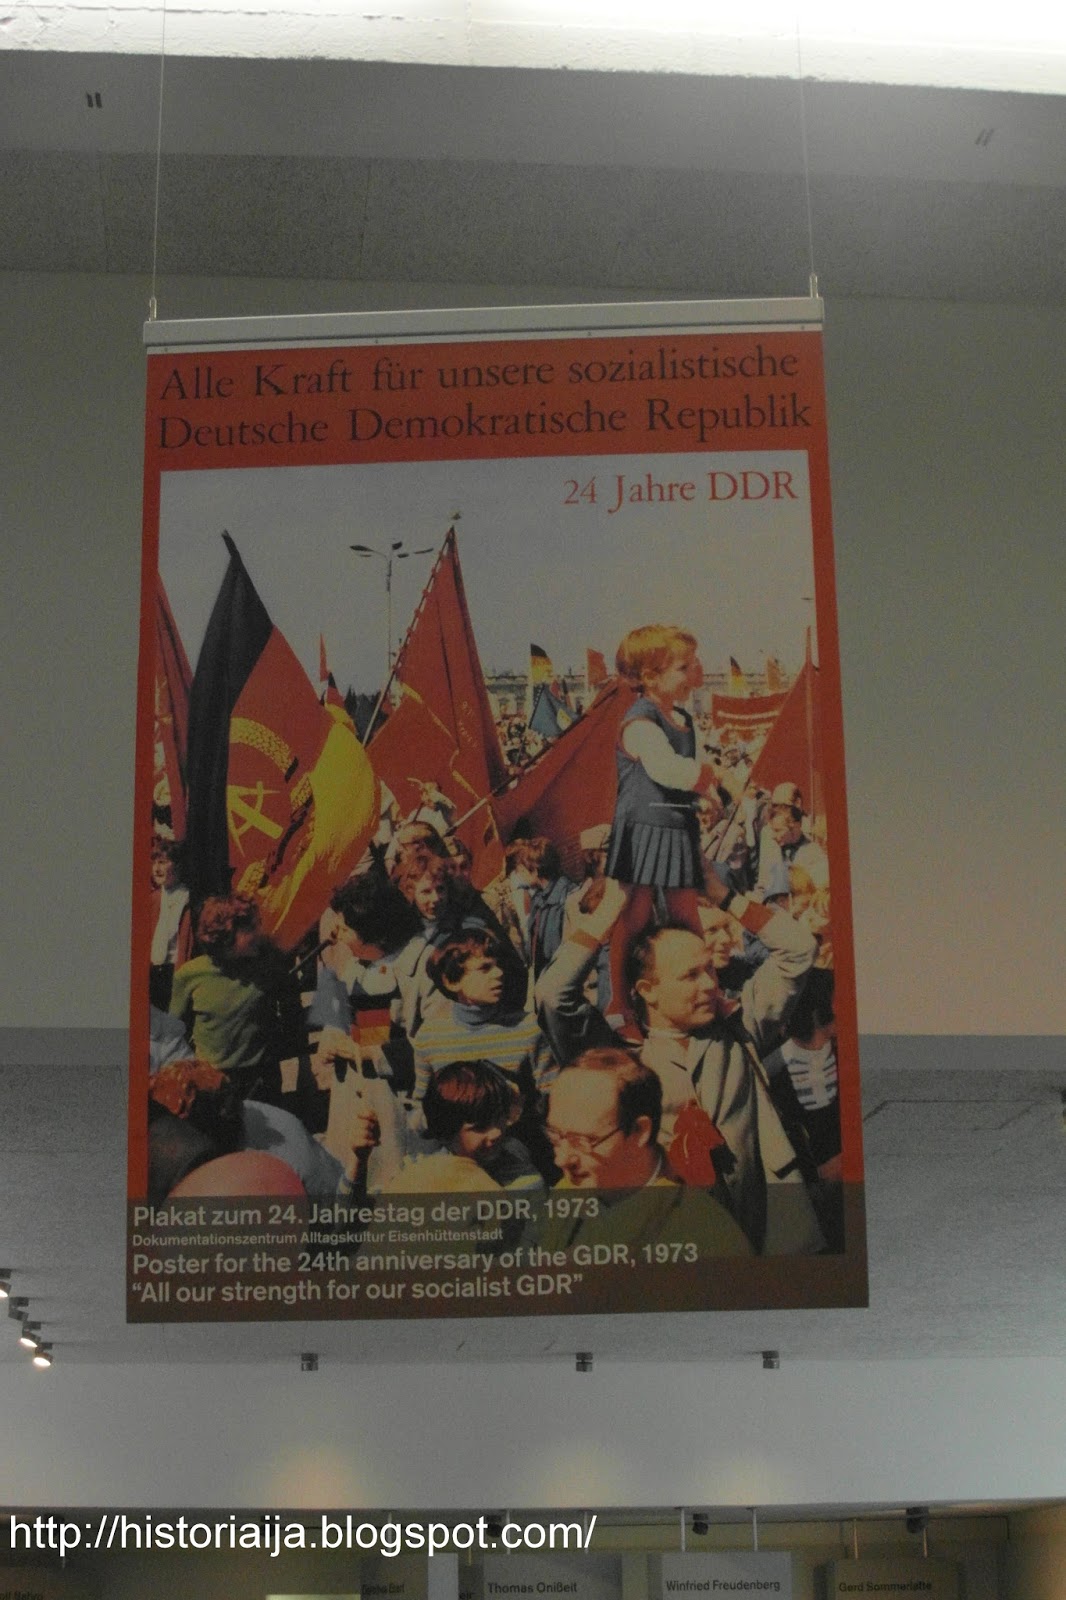 Alle Kraft für unsere sozialistische
Deutsche Demokratische Republik
24 Jahre DDR
Plakat zum 24. Jahrestag der DDR, 1973
Dokumentationszentrum Alltagskultur Eisenhüttenstadt
Poster for the 24th anniversary of the GDR, 1973
“All our strength for our socialist GDR”
http://historiaija.blogspot.com/
Thomas Onißeit
Winfried Freudenberg
Gerd Sommerlatte